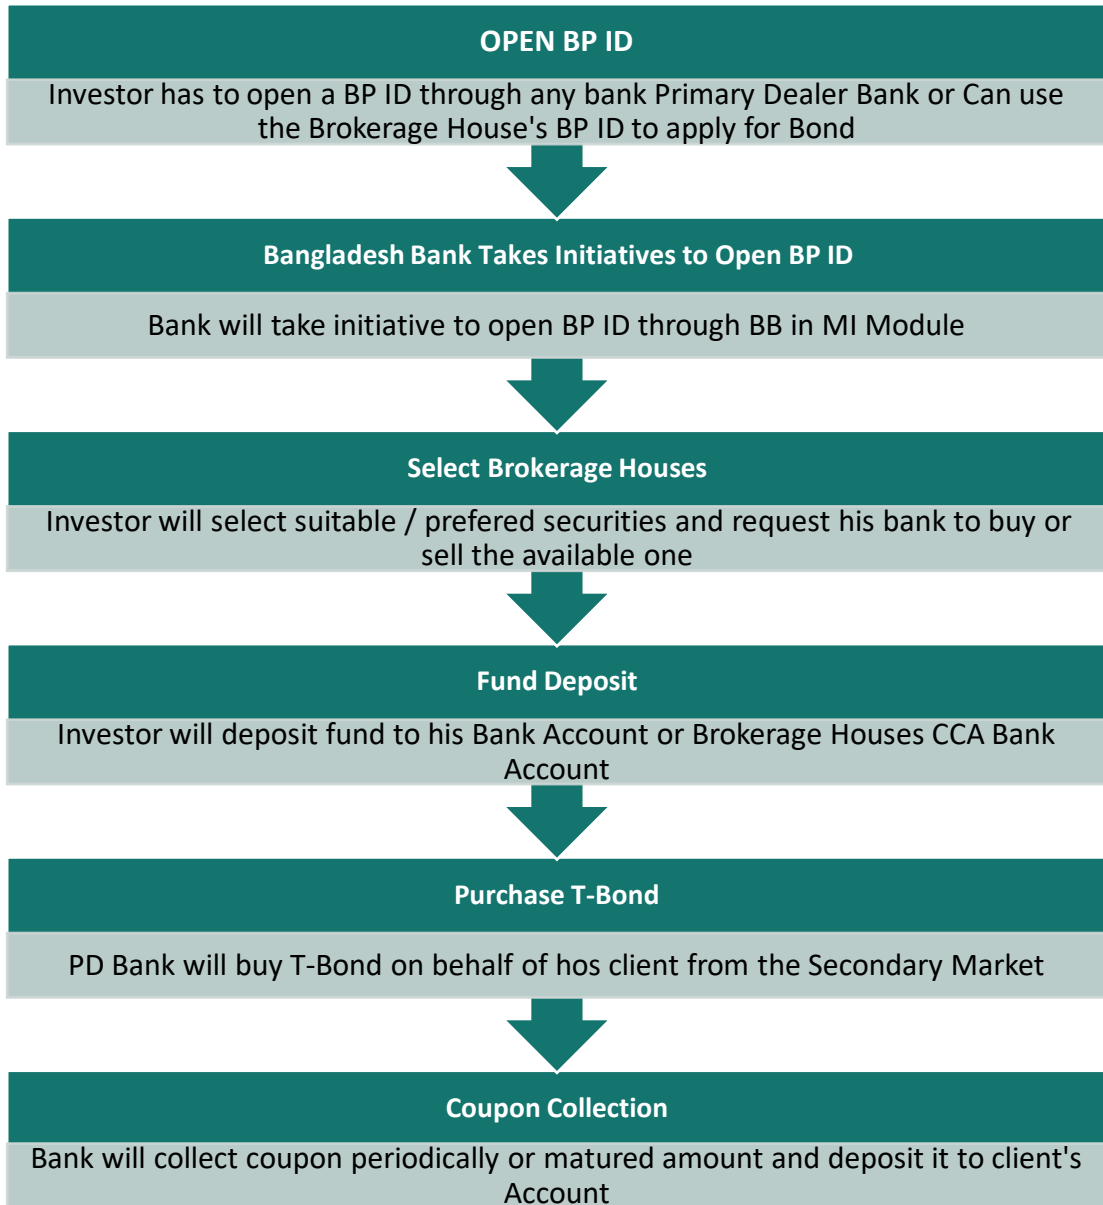 OPEN BP ID
Investor has to open a BP ID through any bank Primary Dealer Bank or Can use
the Brokerage House's BP ID to apply for Bond
Bangladesh Bank Takes Initiatives to Open BP ID
Bank will take initiative to open BP ID through BB in MI Module
Select Brokerage Houses
Investor will select suitable / prefered securities and request his bank to buy or
sell the available one
Fund Deposit
Investor will deposit fund to his Bank Account or Brokerage Houses CCA Bank
Account
Purchase T-Bond
PD Bank will buy T-Bond on behalf of hos client from the Secondary Market
Coupon Collection
Bank will collect coupon periodically or matured amount and deposit it to client's
Account